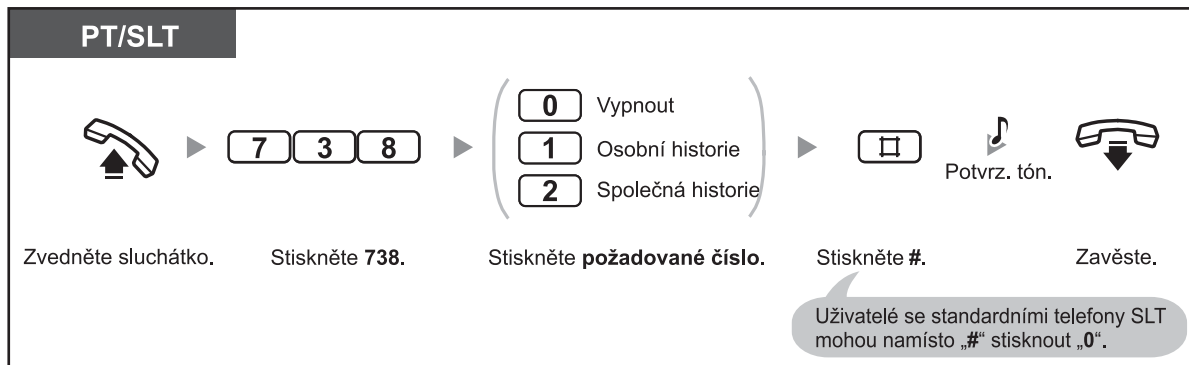 PT/SLT
7 3 8
0 Vypnout
1 Osobní historie
2 Společná historie
#
Potvrz. tón.
Zvedněte sluchátko.
Stiskněte 738.
Stiskněte požadované číslo.
Stiskněte #.
Zavěste.
Uživatelé se standardními telefony SLT
mohou namísto „#“ stisknout „0“.